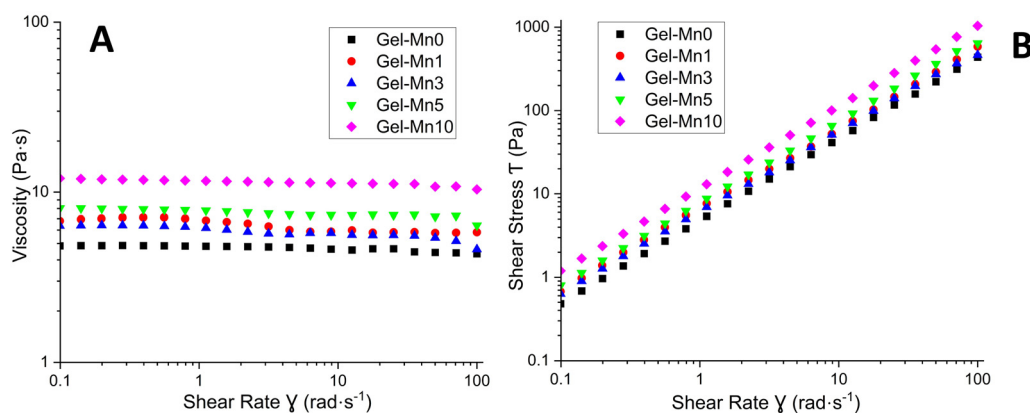 A
Gel-Mn0
Gel-Mn1
Gel-Mn3
Gel-Mn5
Gel-Mn10
100
10
1
Viscosity (Pa·s)
0.1
1
10
100
Shear Rate Ɣ (rad·s⁻¹)
B
Gel-Mn0
Gel-Mn1
Gel-Mn3
Gel-Mn5
Gel-Mn10
1000
100
10
1
0.1
Shear Stress Τ (Pa)
0.1
1
10
100
Shear Rate Ɣ (rad·s⁻¹)